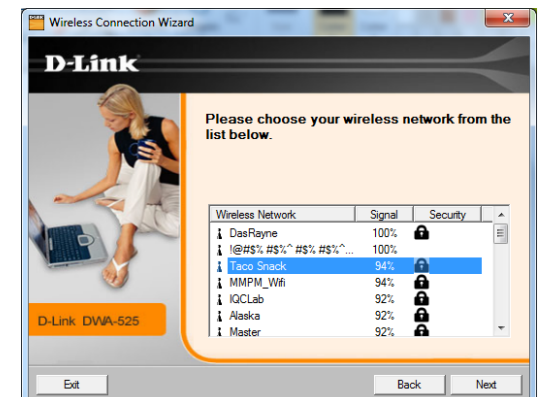 Wireless Connection Wizard
D-Link
Please choose your wireless network from the
list below.
Wireless Network Signal Security
DasRayne 100%
!@#$% #$%^ #$% #$%^... 100%
Taco Snack 94%
MMPM_Wifi 94%
IQCLab 92%
Alaska 92%
Master 92%
D-Link DWA-525
Exit Back Next